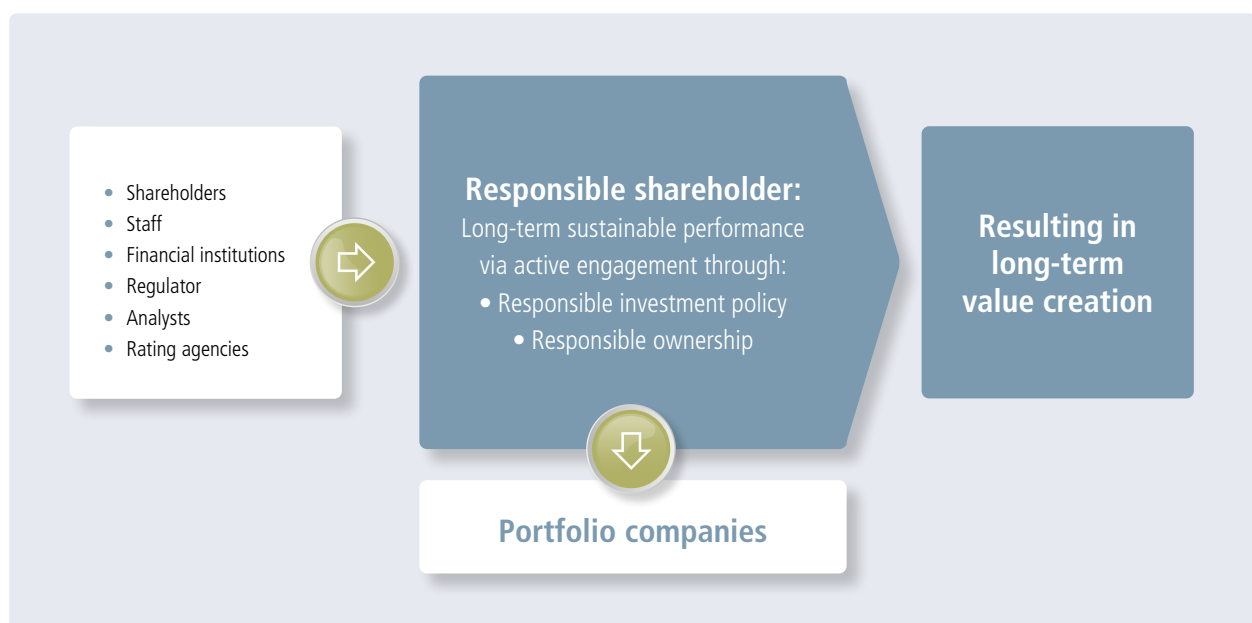 • Shareholders
• Staff
• Financial institutions
• Regulator
• Analysts
• Rating agencies
Responsible shareholder:
Long-term sustainable performance
via active engagement through:
• Responsible investment policy
• Responsible ownership
Resulting in
long-term
value creation
Portfolio companies